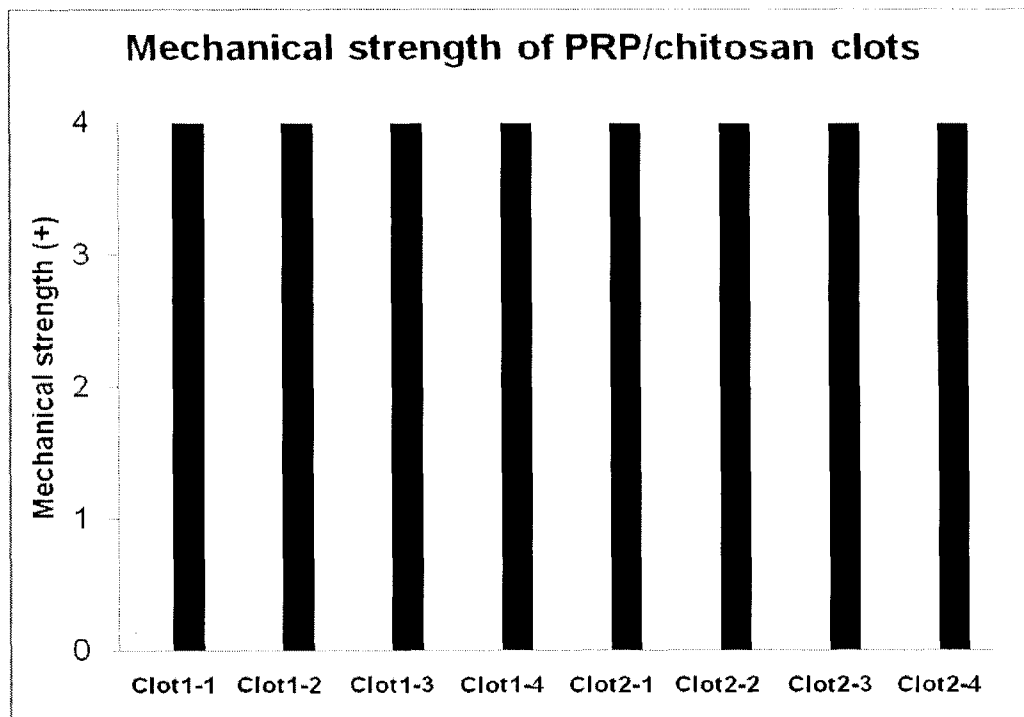 Mechanical strength of PRP/chitosan clots
Mechanical strength (+)
4
3
2
1
0
Clot1-1 Clot1-2 Clot1-3 Clot1-4 Clot2-1 Clot2-2 Clot2-3 Clot2-4